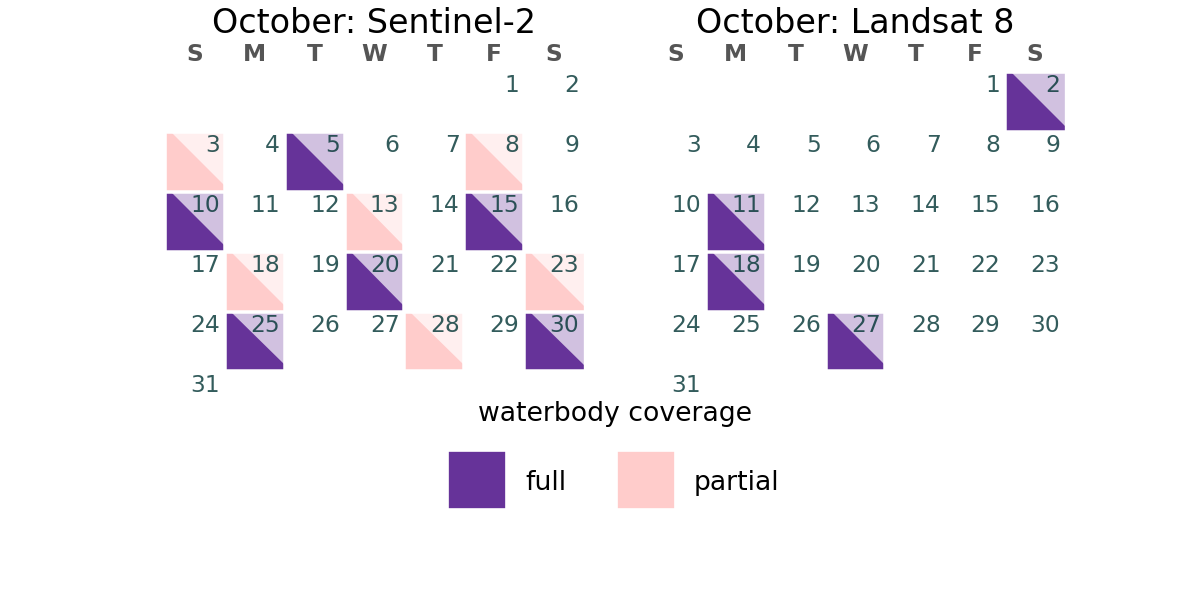 October: Sentinel-2
S M T W T F S
1 2
3 4 5 6 7 8 9
10 11 12 13 14 15 16
17 18 19 20 21 22 23
24 25 26 27 28 29 30
31
October: Landsat 8
S M T W T F S
1 2
3 4 5 6 7 8 9
10 11 12 13 14 15 16
17 18 19 20 21 22 23
24 25 26 27 28 29 30
31
waterbody coverage
full partial